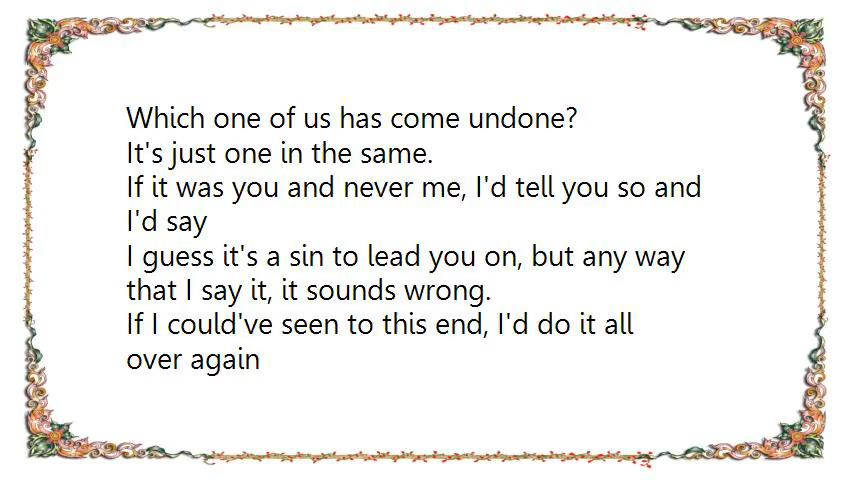 Which one of us has come undone?
It's just one in the same.
If it was you and never me, I'd tell you so and
I'd say
I guess it's a sin to lead you on, but any way
that I say it, it sounds wrong.
If I could've seen to this end, I'd do it all
over again